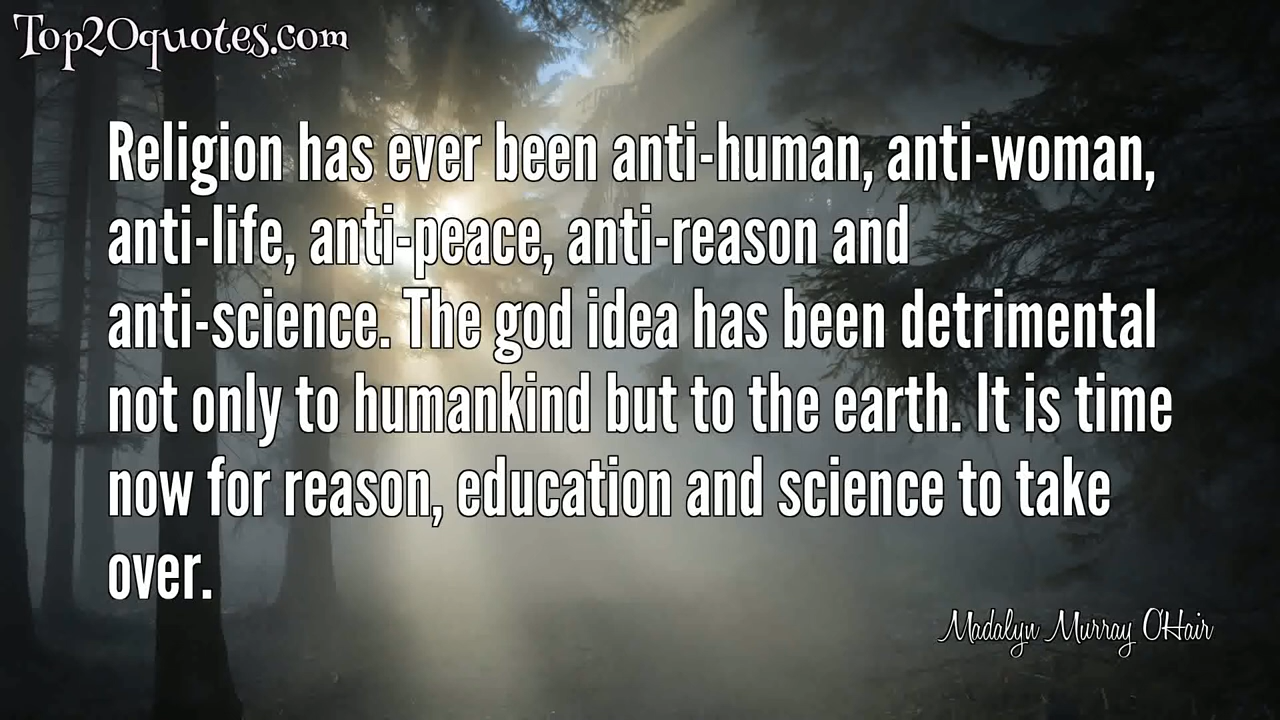 Top20quotes.com
Religion has ever been anti-human, anti-woman,
anti-life, anti-peace, anti-reason and
anti-science. The god idea has been detrimental
not only to humankind but to the earth. It is time
now for reason, education and science to take
over.
Madalyn Murray O'Hair